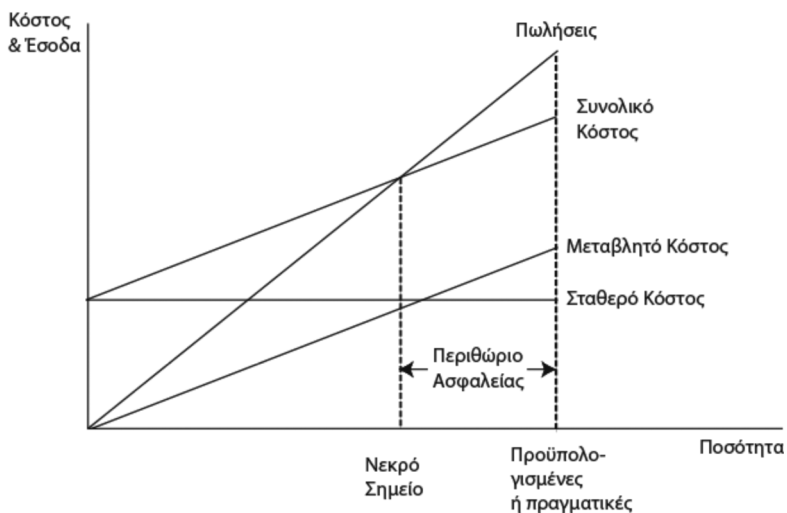 Κόστος
& Έσοδα
Πωλήσεις
Συνολικό
Κόστος
Μεταβλητό Κόστος
Σταθερό Κόστος
Περιθώριο
Ασφαλείας
Ποσότητα
Νεκρό
Σημείο
Προϋπολο-
γισμένες
ή πραγματικές